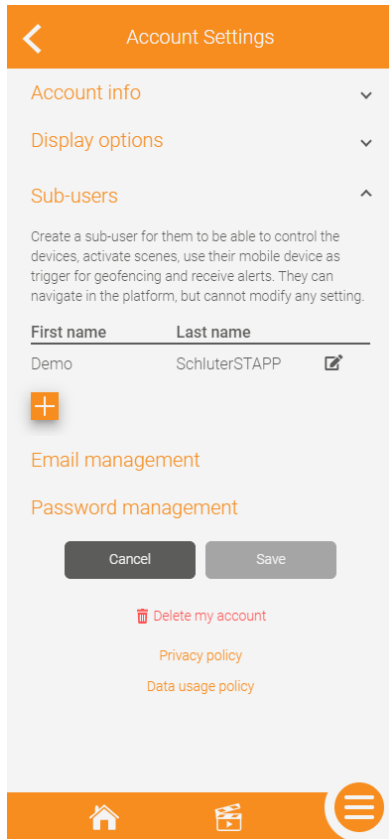 Account Settings
Account info
Display options
Sub-users
Create a sub-user for them to be able to control the
devices, activate scenes, use their mobile device as
trigger for geofencing and receive alerts. They can
navigate in the platform, but cannot modify any setting.
First name Last name
Demo SchluterSTAPP
Email management
Password management
Cancel Save
Delete my account
Privacy policy
Data usage policy